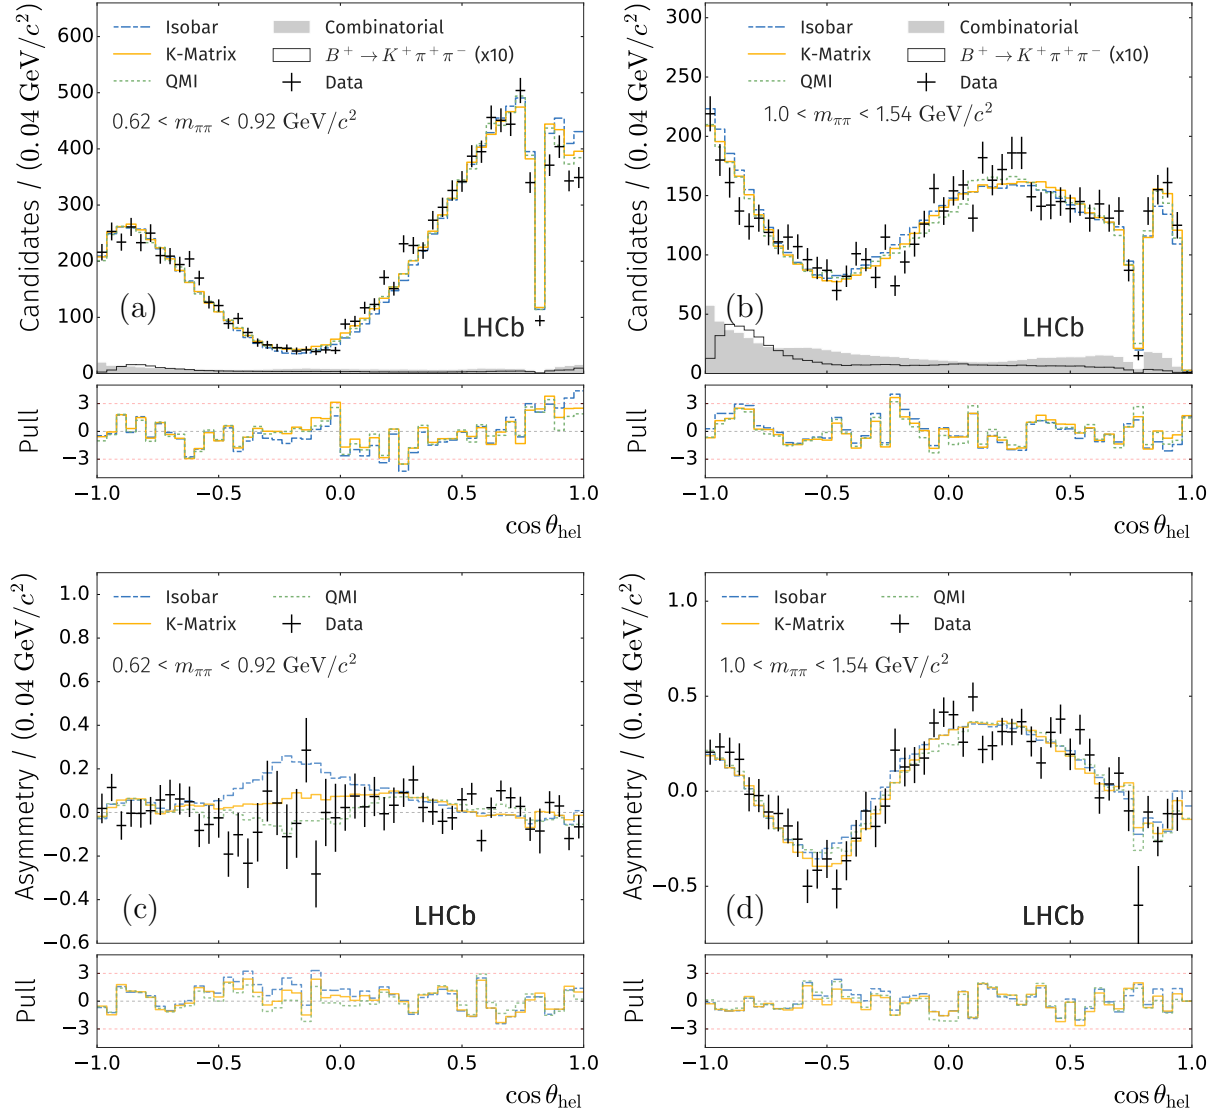 Candidates / (0.04 GeV/c²)
600
500
400
300
200
100
0
Isobar
K-Matrix
QMI
Combinatorial
B⁺ → K⁺ π⁺ π⁻ (x10)
Data
0.62 < mππ < 0.92 GeV/c²
(a)
LHCb
Pull
3
0
−3
−1.0 −0.5 0.0 0.5 1.0
cos θhel
Candidates / (0.04 GeV/c²)
300
250
200
150
100
50
0
Isobar
K-Matrix
QMI
Combinatorial
B⁺ → K⁺ π⁺ π⁻ (x10)
Data
1.0 < mππ < 1.54 GeV/c²
(b)
LHCb
Pull
3
0
−3
−1.0 −0.5 0.0 0.5 1.0
cos θhel
Asymmetry / (0.04 GeV/c²)
1.0
0.8
0.6
0.4
0.2
0.0
−0.2
−0.4
−0.6
Isobar
K-Matrix
QMI
Data
0.62 < mππ < 0.92 GeV/c²
(c)
LHCb
Pull
3
0
−3
−1.0 −0.5 0.0 0.5 1.0
cos θhel
Asymmetry / (0.04 GeV/c²)
1.0
0.5
0.0
−0.5
Isobar
K-Matrix
QMI
Data
1.0 < mππ < 1.54 GeV/c²
(d)
LHCb
Pull
3
0
−3
−1.0 −0.5 0.0 0.5 1.0
cos θhel